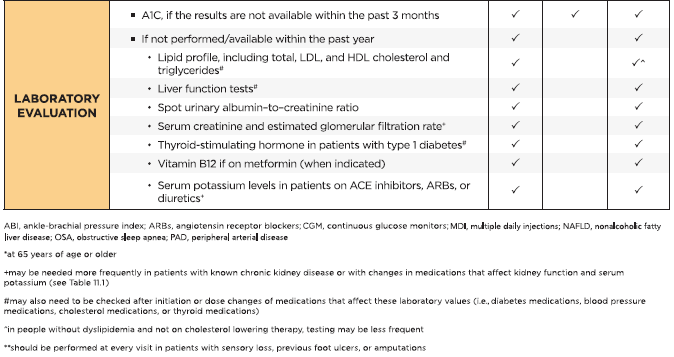 LABORATORY
EVALUATION
▪ A1C, if the results are not available within the past 3 months ✓ ✓ ✓
▪ If not performed/available within the past year ✓ ✓
• Lipid profile, including total, LDL, and HDL cholesterol and
triglycerides# ✓ ✓^
• Liver function tests# ✓ ✓
• Spot urinary albumin–to–creatinine ratio ✓ ✓
• Serum creatinine and estimated glomerular filtration rate+ ✓ ✓
• Thyroid-stimulating hormone in patients with type 1 diabetes# ✓ ✓
• Vitamin B12 if on metformin (when indicated) ✓ ✓
• Serum potassium levels in patients on ACE inhibitors, ARBs, or
diuretics+ ✓ ✓
ABI, ankle-brachial pressure index; ARBs, angiotensin receptor blockers; CGM, continuous glucose monitors; MDI, multiple daily injections; NAFLD, nonalcoholic fatty
liver disease; OSA, obstructive sleep apnea; PAD, peripheral arterial disease
*at 65 years of age or older
+may be needed more frequently in patients with known chronic kidney disease or with changes in medications that affect kidney function and serum
potassium (see Table 11.1)
#may also need to be checked after initiation or dose changes of medications that affect these laboratory values (i.e., diabetes medications, blood pressure
medications, cholesterol medications, or thyroid medications)
^in people without dyslipidemia and not on cholesterol lowering therapy, testing may be less frequent
**should be performed at every visit in patients with sensory loss, previous foot ulcers, or amputations